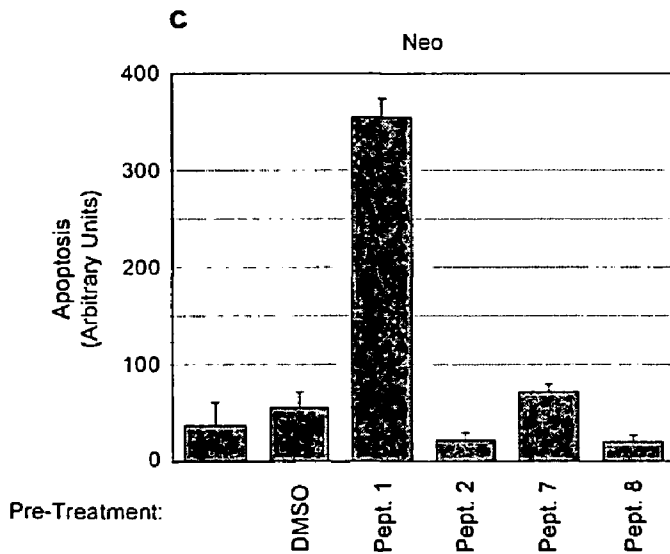 C
Neo
400
300
200
100
0
Apoptosis
(Arbitrary Units)
Pre-Treatment:
DMSO
Pept. 1
Pept. 2
Pept. 7
Pept. 8